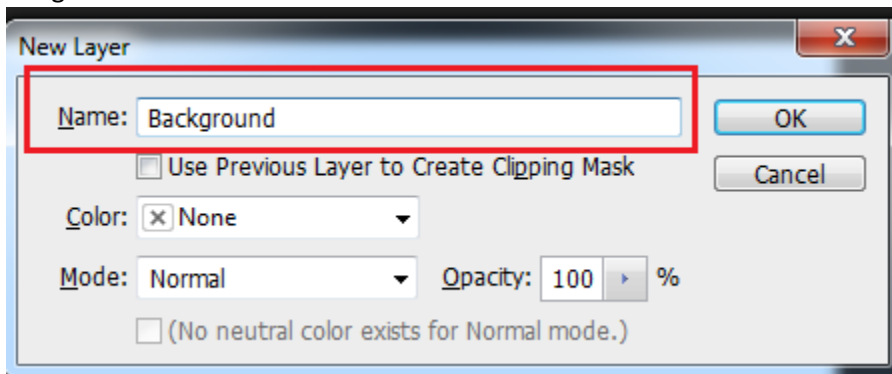 New Layer
Name: Background
OK
Use Previous Layer to Create Clipping Mask
Cancel
Color: None
Mode: Normal Opacity: 100 %
(No neutral color exists for Normal mode.)